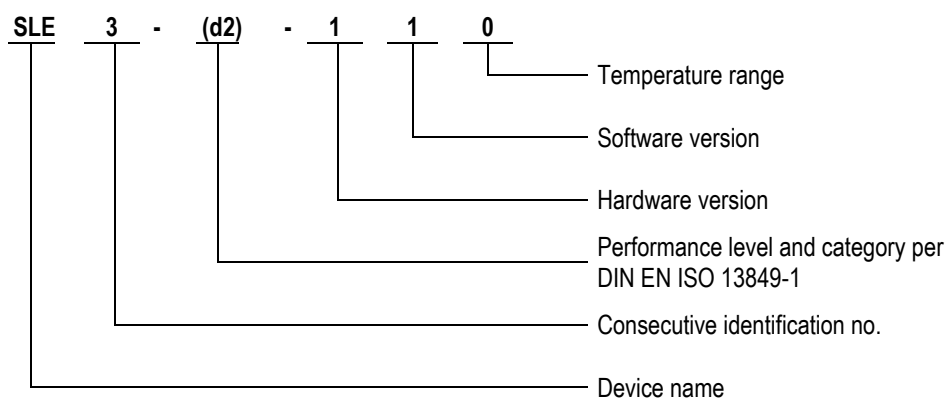 SLE 3 - (d2) - 1 1 0
Temperature range
Software version
Hardware version
Performance level and category per
DIN EN ISO 13849-1
Consecutive identification no.
Device name